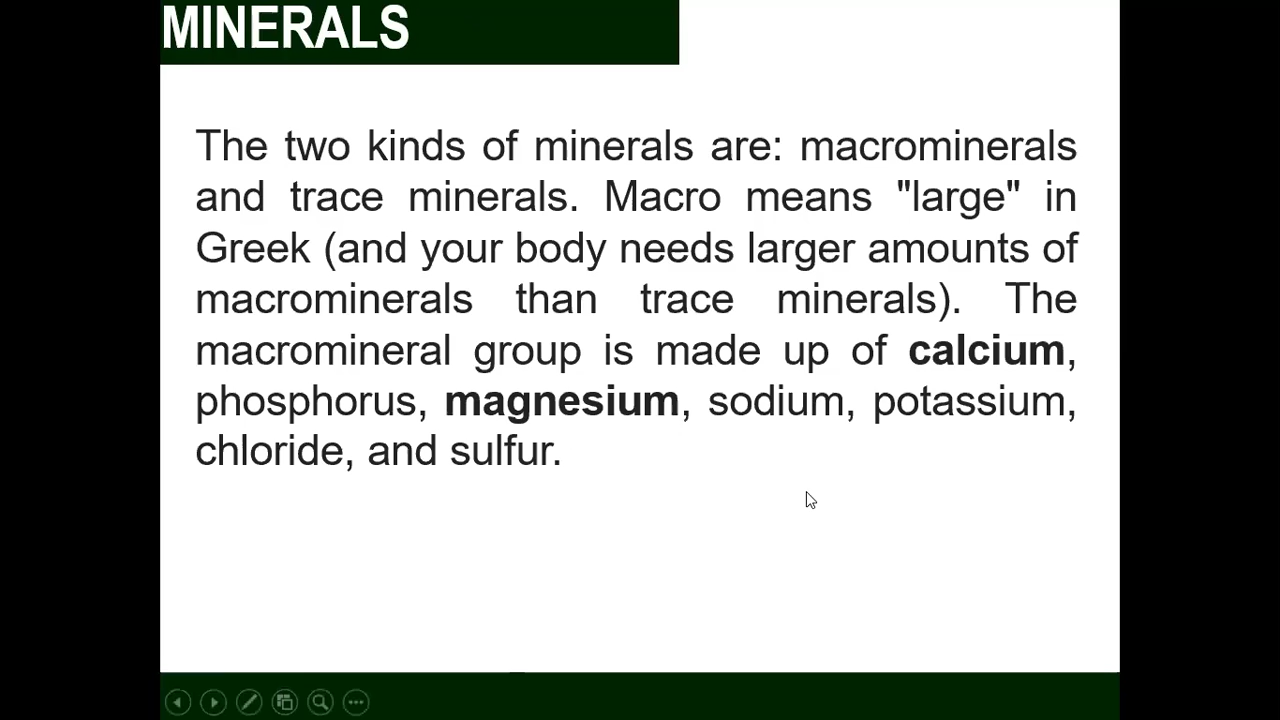 MINERALS
The two kinds of minerals are: macrominerals
and trace minerals. Macro means "large" in
Greek (and your body needs larger amounts of
macrominerals than trace minerals). The
macromineral group is made up of calcium,
phosphorus, magnesium, sodium, potassium,
chloride, and sulfur.